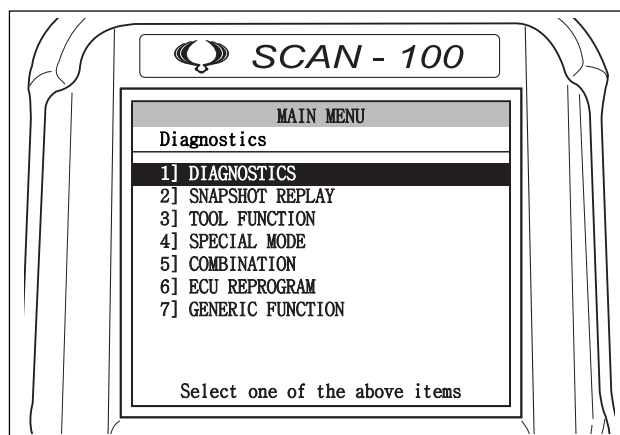 SCAN - 100
MAIN MENU
Diagnostics
1] DIAGNOSTICS
2] SNAPSHOT REPLAY
3] TOOL FUNCTION
4] SPECIAL MODE
5] COMBINATION
6] ECU REPROGRAM
7] GENERIC FUNCTION
Select one of the above items